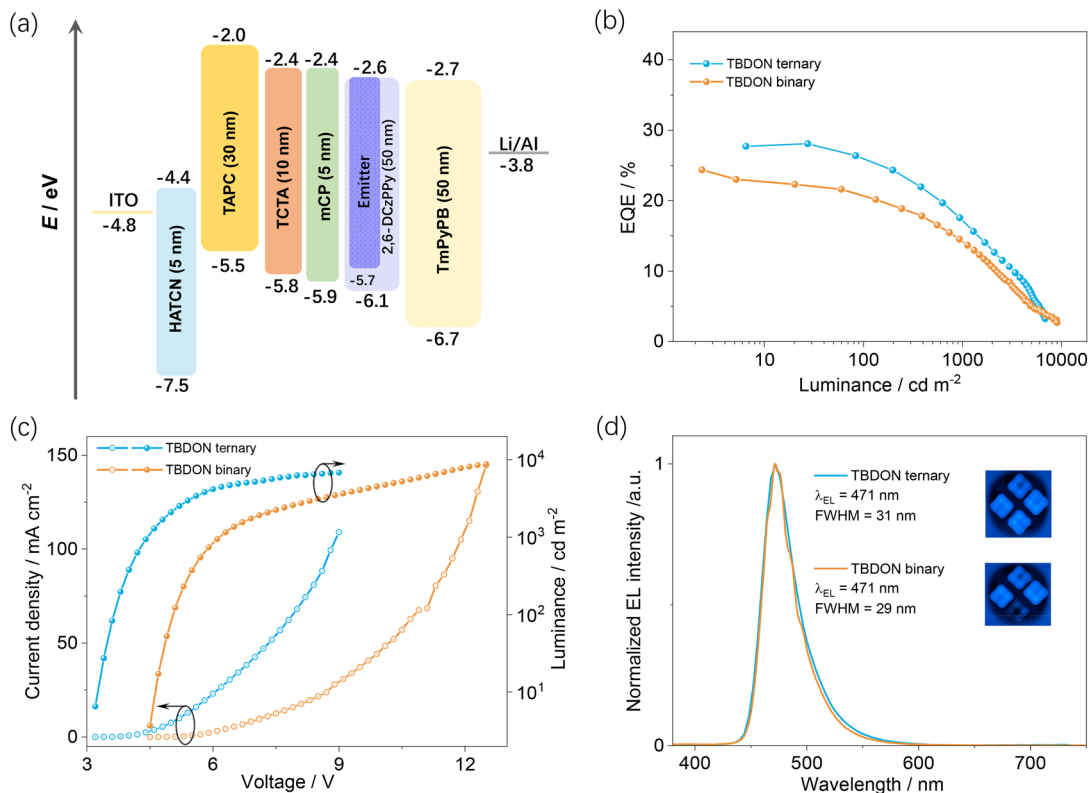 (a)
E / eV
ITO
-4.8
-4.4
HATCN (5 nm)
-7.5
-2.0
TAPC (30 nm)
-5.5
-2.4
TCTA (10 nm)
-5.8
-2.4
mCP (5 nm)
-5.9
-2.6
Emitter
-5.7
2,6-DCzPPy (50 nm)
-6.1
-2.7
TmPyPB (50 nm)
-6.7
Li/Al
-3.8
(b)
TBDON ternary
TBDON binary
EQE / %
40
30
20
10
0
10
100
1000
10000
Luminance / cd m⁻²
(c)
TBDON ternary
TBDON binary
Current density / mA cm⁻²
150
100
50
0
3
6
9
12
Voltage / V
10⁴
10³
10²
10¹
Luminance / cd m⁻²
(d)
Normalized EL intensity /a.u.
1
0
TBDON ternary
λEL = 471 nm
FWHM = 31 nm
TBDON binary
λEL = 471 nm
FWHM = 29 nm
400
500
600
700
Wavelength / nm